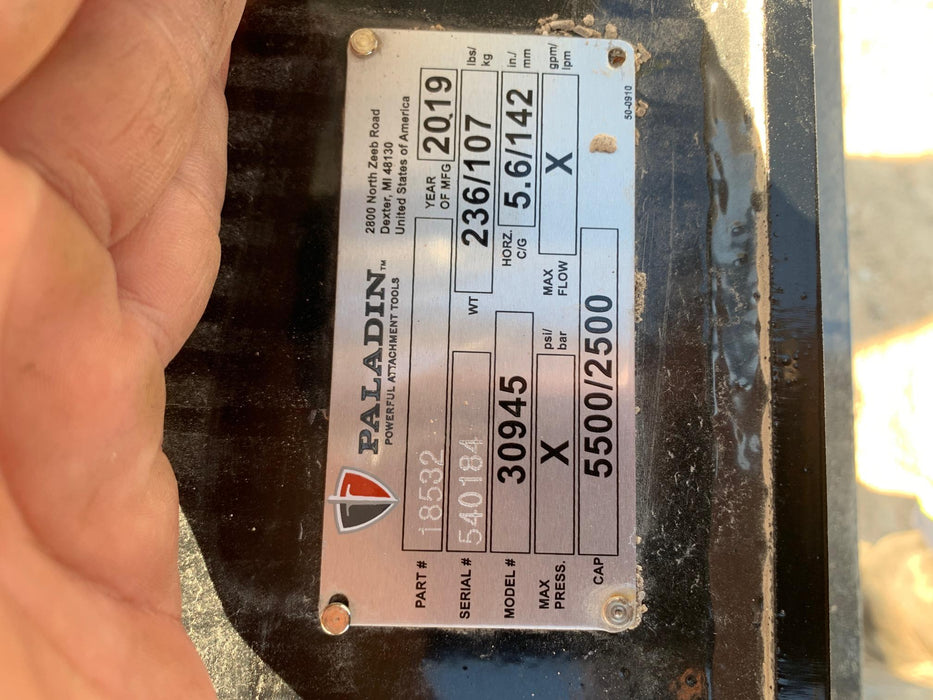 PALADIN™
POWERFUL ATTACHMENT TOOLS
2800 North Zeeb Road
Dexter, MI 48130
United States of America
PART # 18532
YEAR OF MFG 2019
SERIAL # 540184
WT 236/107 lbs/ kg
MODEL # 30945
HORZ. C/G 5.6/142 in./ mm
MAX PRESS. X psi/ bar
MAX FLOW X gpm/ lpm
CAP 5500/2500
50-0910